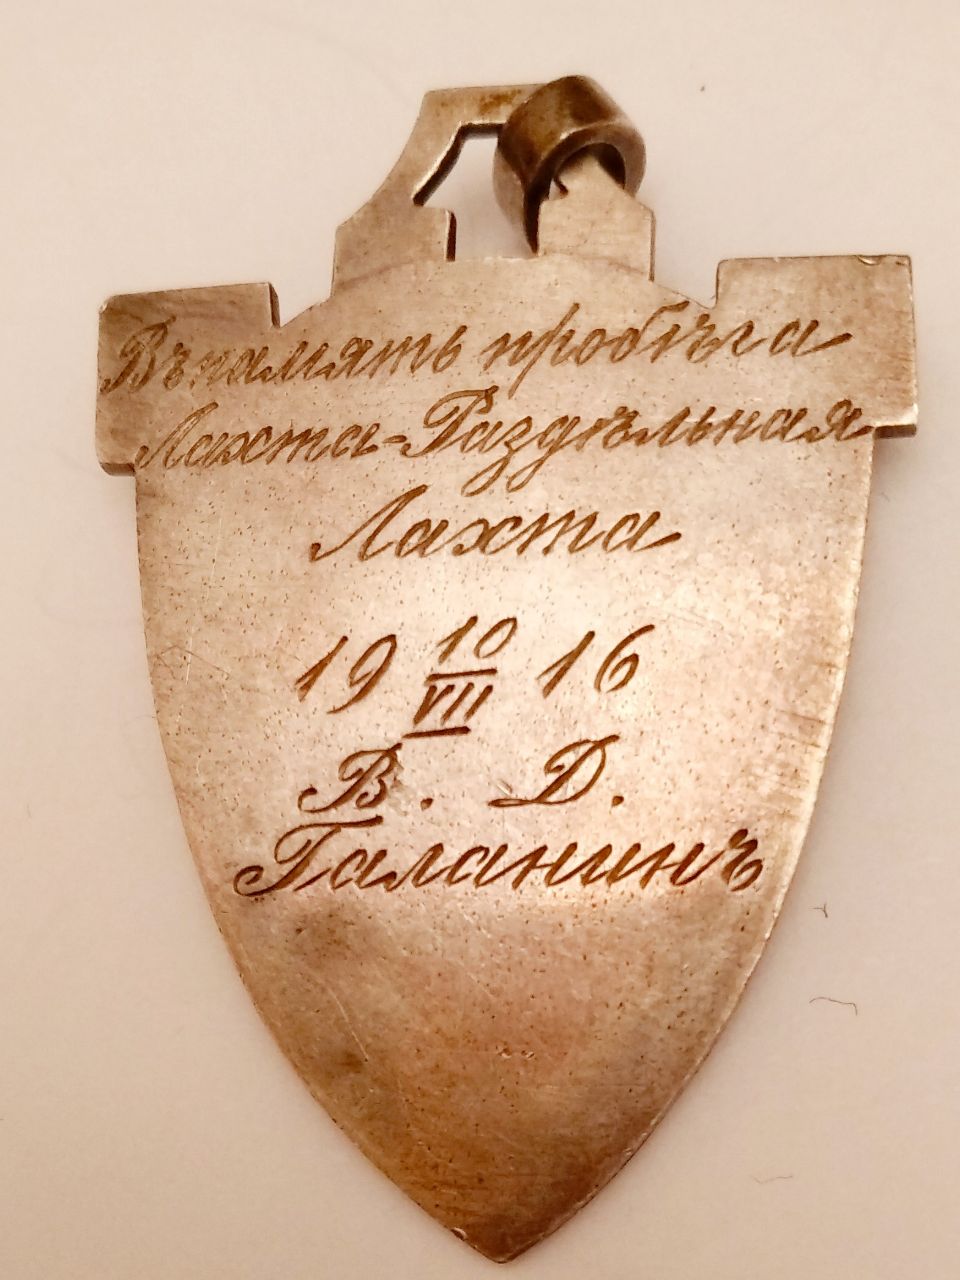 Въ память пробѣга
Лахта-Раздѣльная
Лахта
19 10/VII 16
В. Д.
Галанинъ